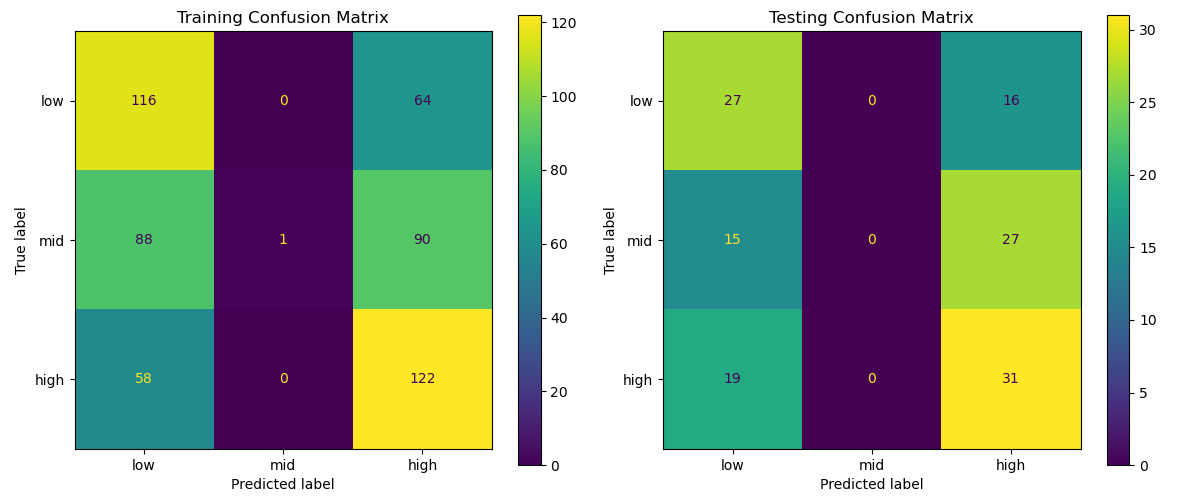 Training Confusion Matrix
low
mid
high
True label
116 0 64
88 1 90
58 0 122
low mid high
Predicted label
120
100
80
60
40
20
0
Testing Confusion Matrix
low
mid
high
True label
27 0 16
15 0 27
19 0 31
low mid high
Predicted label
30
25
20
15
10
5
0